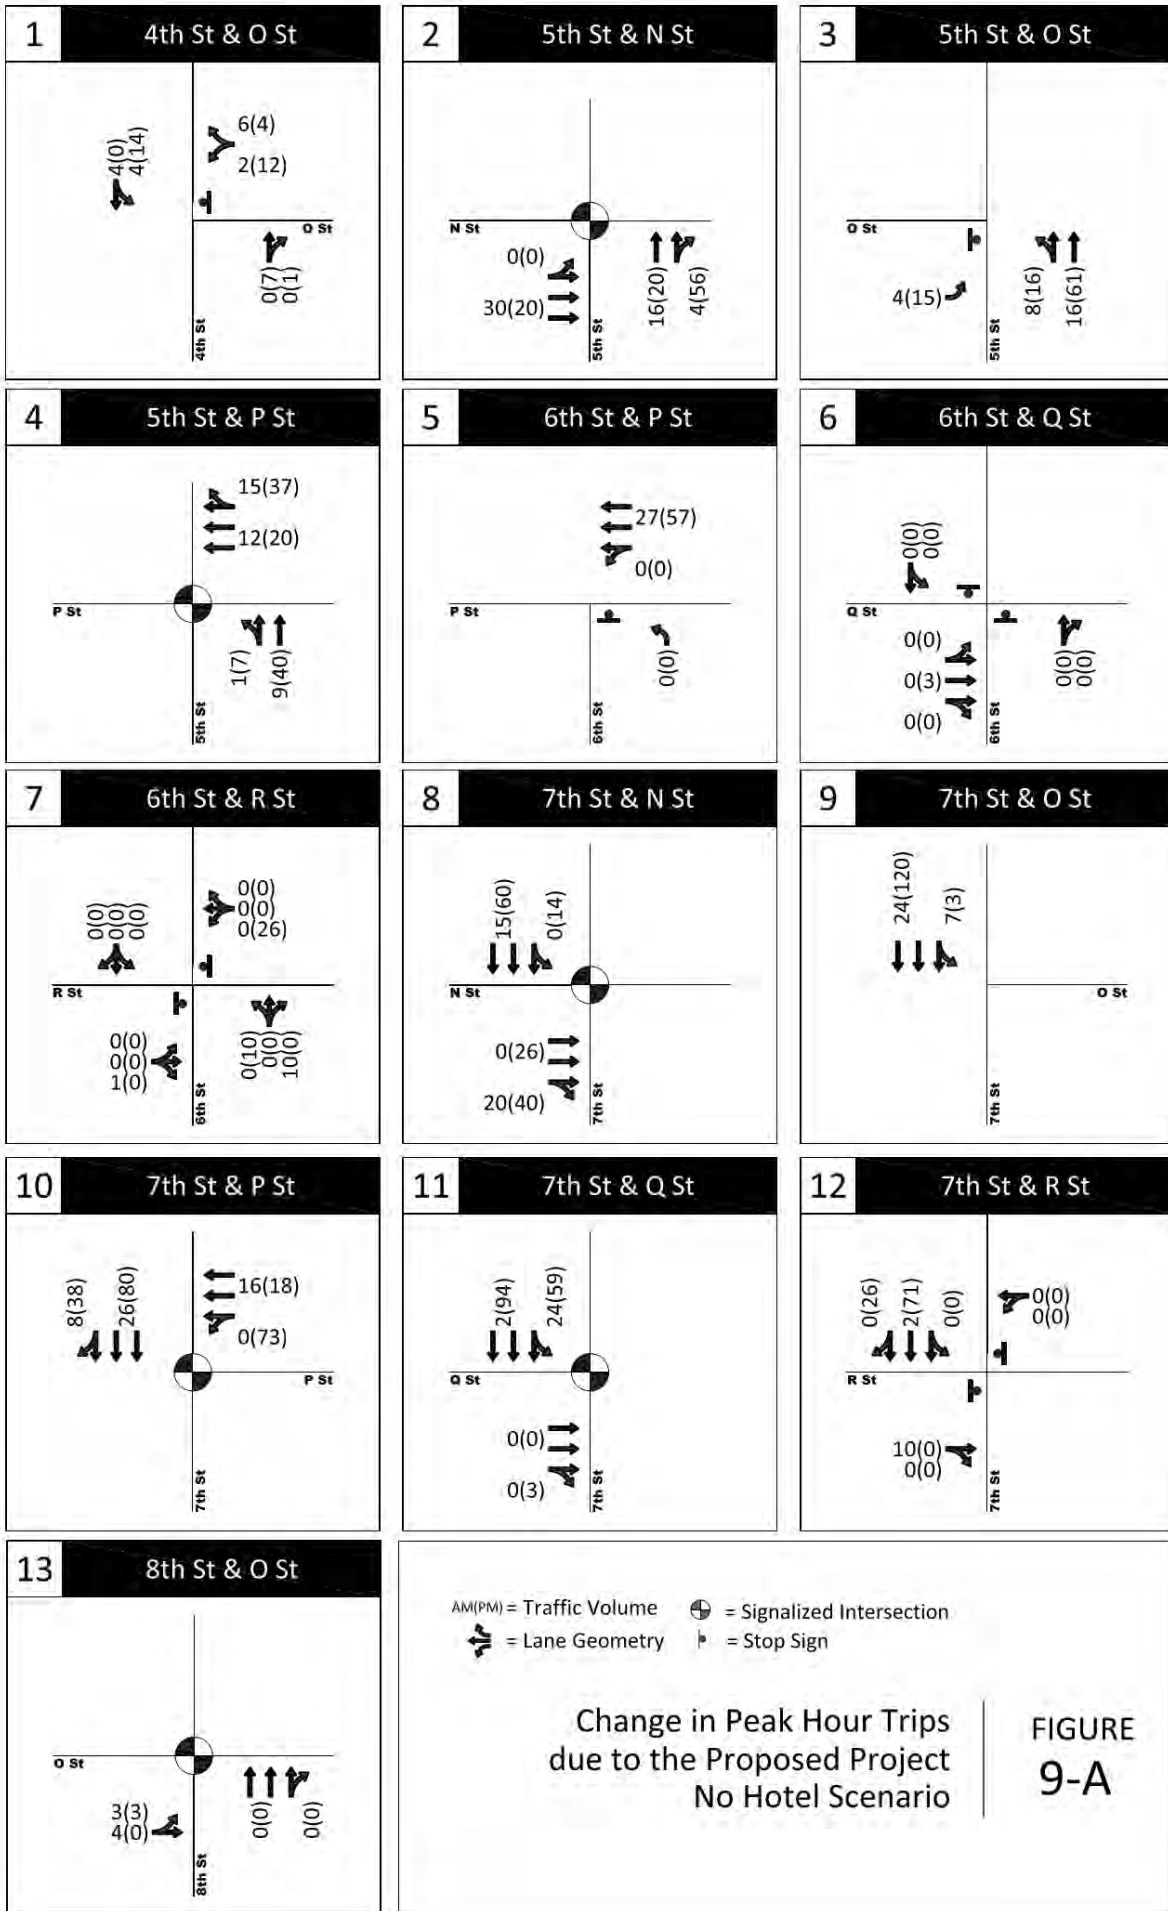 1 4th St & O St
4(0)
4(14)
6(4)
2(12)
O St
0(7)
0(1)
4th St
2 5th St & N St
N St
0(0)
30(20)
16(20)
4(56)
5th St
3 5th St & O St
O St
4(15)
8(16)
16(61)
5th St
4 5th St & P St
15(37)
12(20)
P St
1(7)
9(40)
5th St
5 6th St & P St
27(57)
0(0)
P St
0(0)
6th St
6 6th St & Q St
0(0)
0(0)
Q St
0(0)
0(3)
0(0)
0(0)
0(0)
6th St
7 6th St & R St
0(0)
0(0)
0(0)
0(0)
0(0)
0(26)
R St
0(0)
0(0)
1(0)
0(10)
0(0)
10(0)
6th St
8 7th St & N St
15(60)
0(14)
N St
0(26)
20(40)
7th St
9 7th St & O St
24(120)
7(3)
O St
7th St
10 7th St & P St
8(38)
26(80)
16(18)
0(73)
P St
7th St
11 7th St & Q St
2(94)
24(59)
Q St
0(0)
0(3)
7th St
12 7th St & R St
0(26)
2(71)
0(0)
0(0)
0(0)
R St
10(0)
0(0)
7th St
13 8th St & O St
O St
3(3)
4(0)
0(0)
0(0)
8th St
AM(PM) = Traffic Volume
= Signalized Intersection
= Lane Geometry
= Stop Sign
Change in Peak Hour Trips
due to the Proposed Project
No Hotel Scenario
FIGURE
9-A